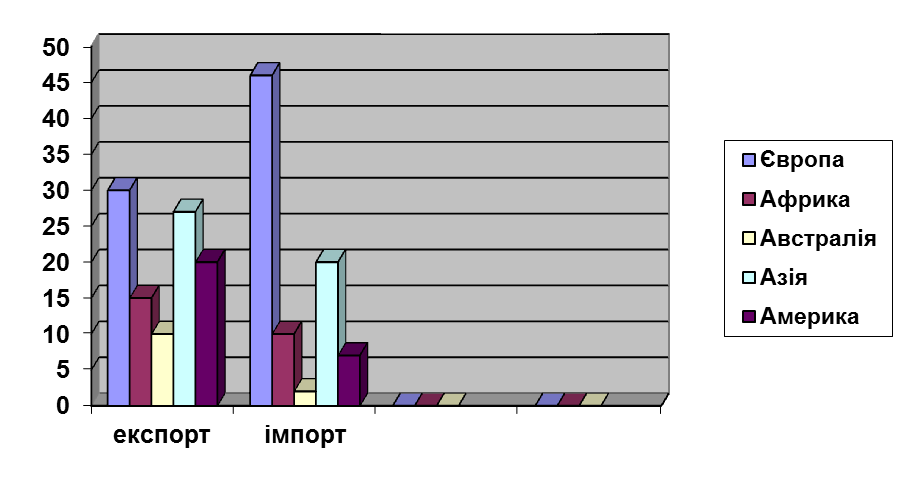 50
45
40
35
30
25
20
15
10
5
0
експорт імпорт
Європа
Африка
Австралія
Азія
Америка